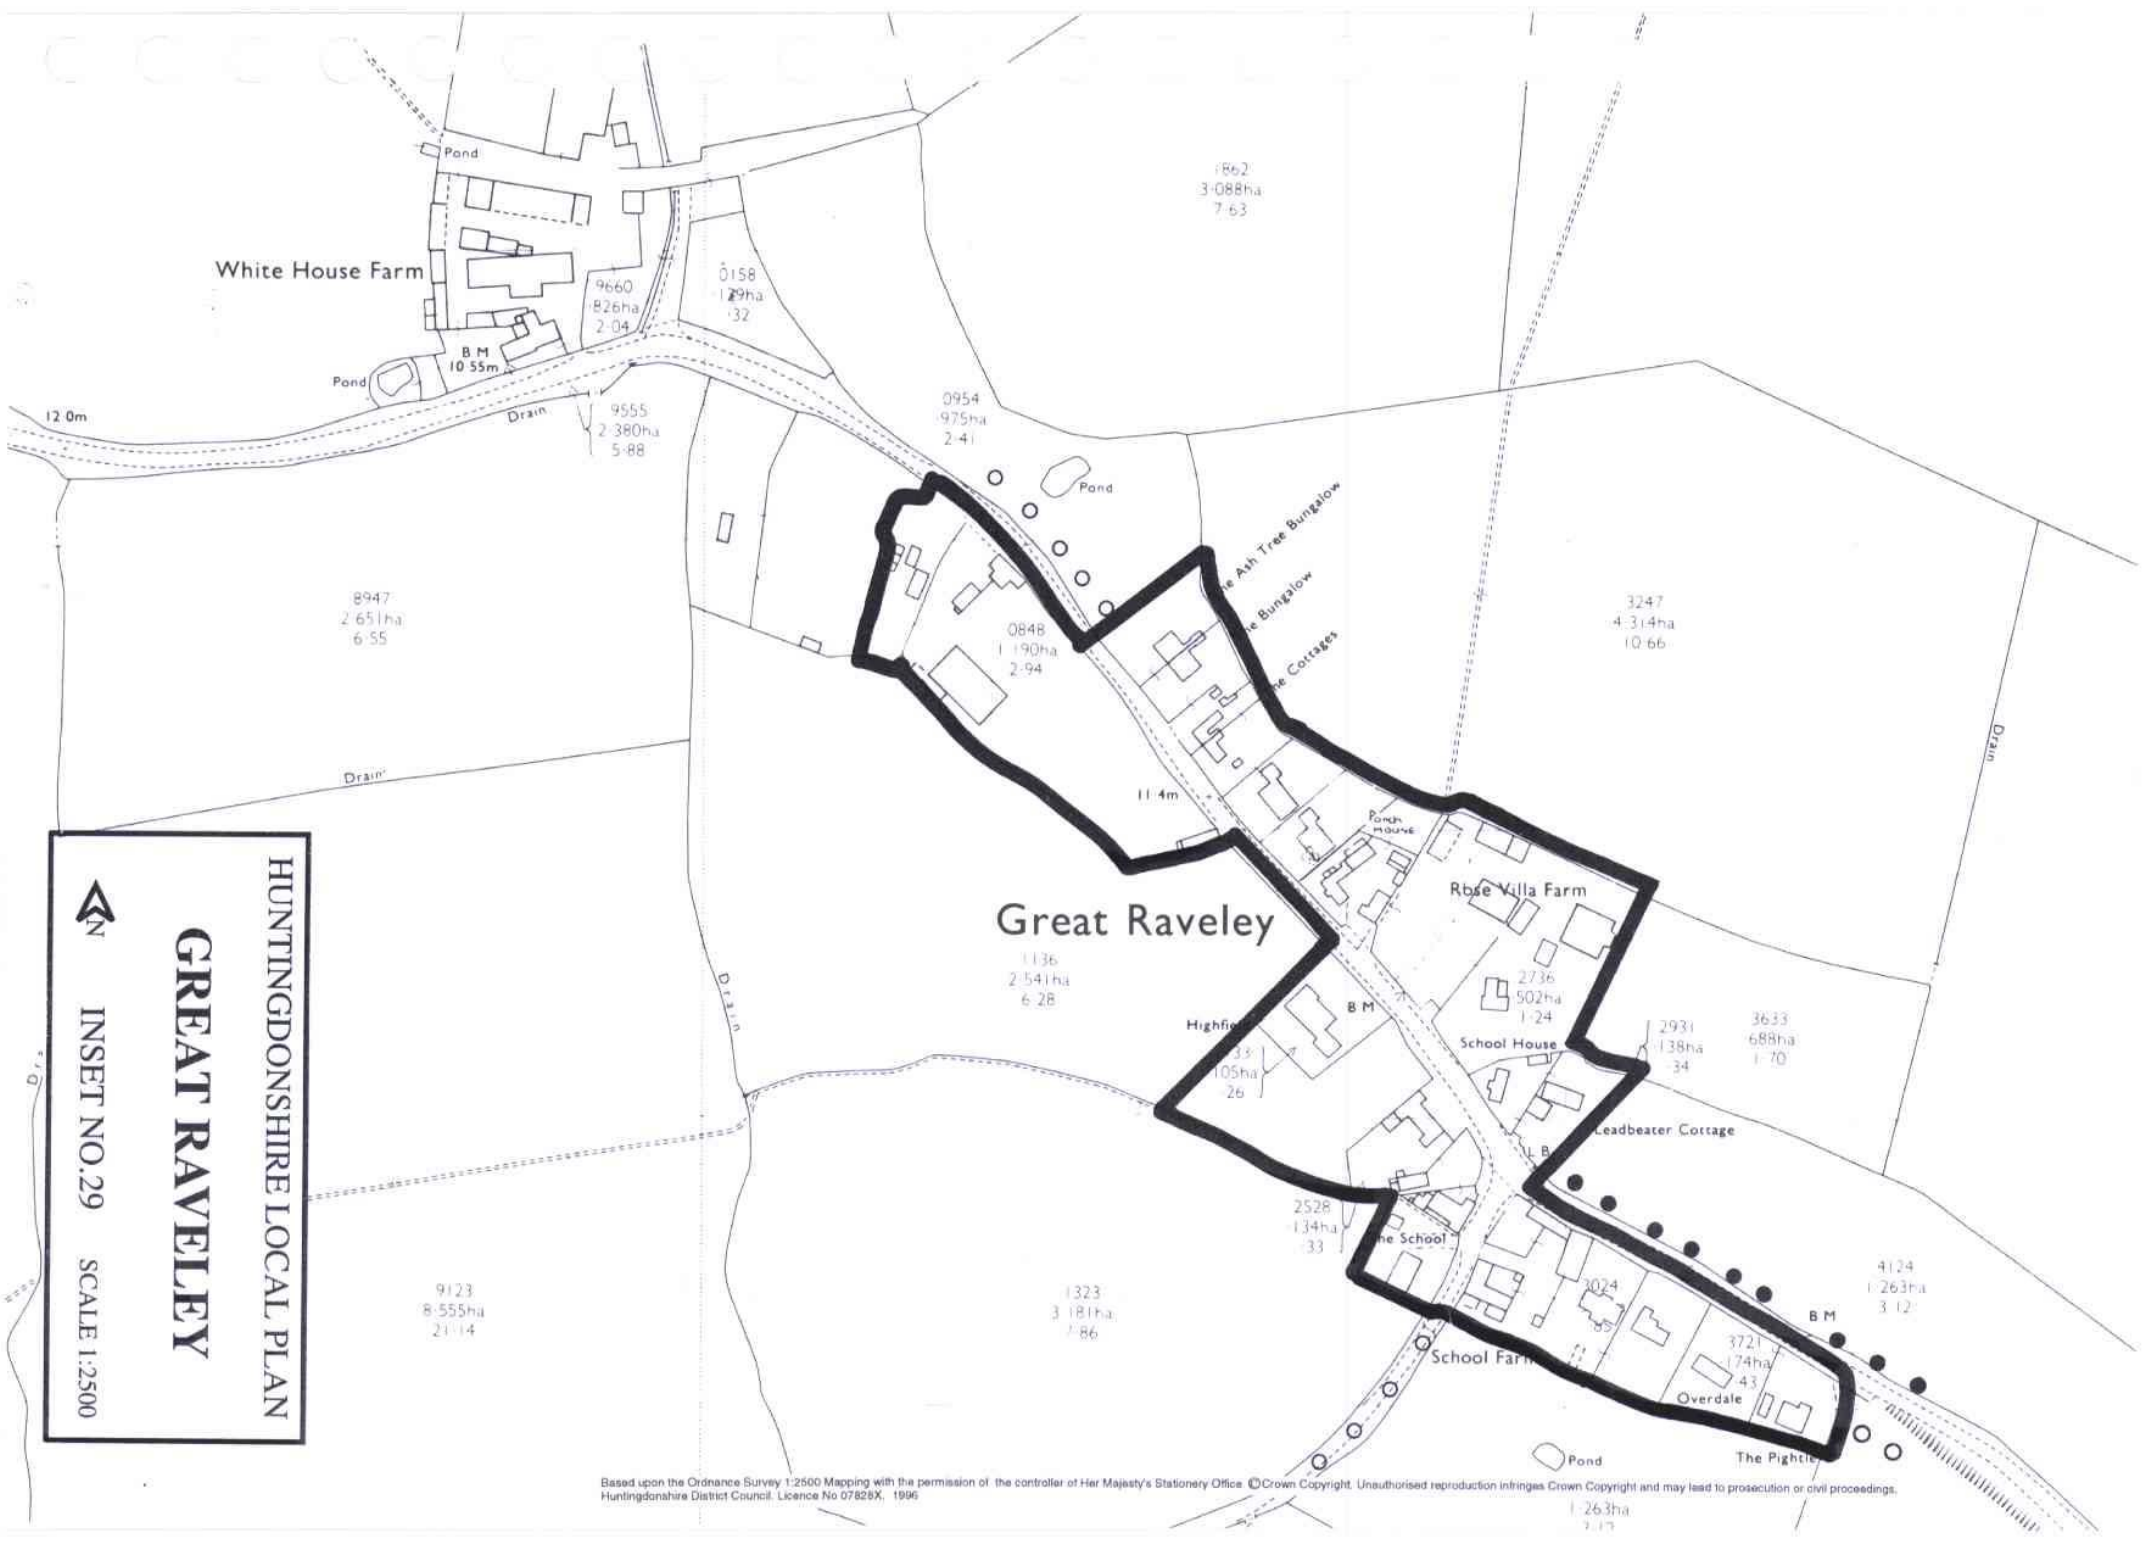 Pond
1862
3·088ha
7·63
White House Farm
0158
9660
·826ha
2·04
·32
B M
10·55m
Pond
12·0m
Drain
9555
2·380ha
5·88
0954
·975ha
2·41
Pond
Ash Tree Bungalow
Bungalow
Cottages
8947
2·651ha
6·55
3247
4·314ha
10·66
0848
1·190ha
2·94
Drain
Drain
11·4m
Porch
House
Rose Villa Farm
Great Raveley
1136
2·541ha
6·28
Drain
2736
·502ha
1·24
B M
School House
2931
·138ha
·34
3633
·688ha
1·70
·26
Leadbeater Cottage
L B
2528
·134ha
·33
School
9123
8·555ha
21·14
1323
3·181ha
7·86
3024
4124
1·263ha
3·12
B M
3721
·174ha
·43
School Farm
Overdale
Pond
HUNTINGDONSHIRE LOCAL PLAN
GREAT RAVELEY
N INSET NO.29 SCALE 1:2500
Based upon the Ordnance Survey 1:2500 Mapping with the permission of the controller of Her Majesty's Stationery Office ©Crown Copyright. Unauthorised reproduction infringes Crown Copyright and may lead to prosecution or civil proceedings.
Huntingdonshire District Council. Licence No 07828X, 1996
1·263ha